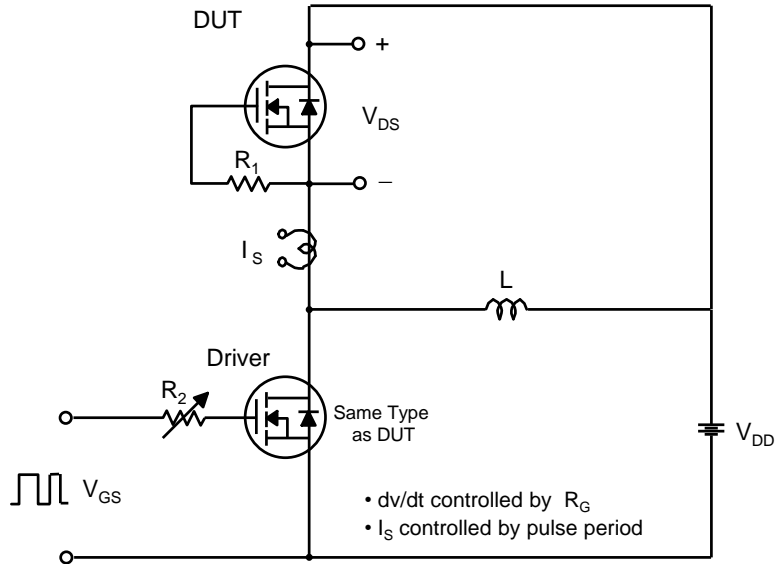 DUT
+
V_DS
R_1
−
I_S
L
Driver
R_2
Same Type
as DUT
V_DD
V_GS
• dv/dt controlled by R_G
• I_S controlled by pulse period